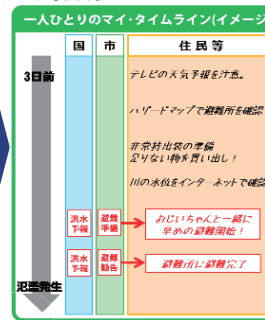 一人ひとりのマイ・タイムライン(イメージ
国 市 住民等
3日前
テレビの天気予報を注意。
ハザードマップで避難所を確認
非常持出袋の準備
足りない物を買い出し！
川の水位をインターネットで確認
洪水予報 避難準備 おじいちゃんと一緒に
早めの避難開始！
洪水予報 避難勧告 避難所に避難完了
氾濫発生